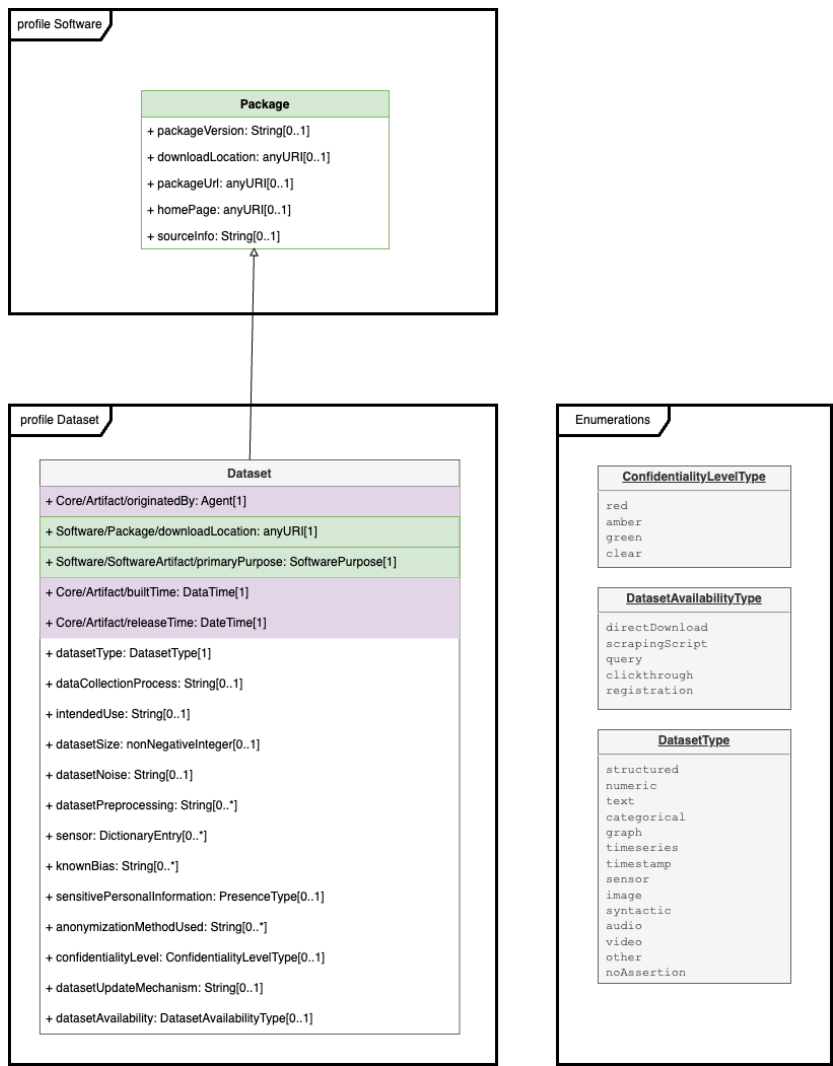 profile Software
Package
+ packageVersion: String[0..1]
+ downloadLocation: anyURI[0..1]
+ packageUrl: anyURI[0..1]
+ homePage: anyURI[0..1]
+ sourceInfo: String[0..1]
profile Dataset
Dataset
+ Core/Artifact/originatedBy: Agent[1]
+ Software/Package/downloadLocation: anyURI[1]
+ Software/SoftwareArtifact/primaryPurpose: SoftwarePurpose[1]
+ Core/Artifact/builtTime: DataTime[1]
+ Core/Artifact/releaseTime: DateTime[1]
+ datasetType: DatasetType[1]
+ dataCollectionProcess: String[0..1]
+ intendedUse: String[0..1]
+ datasetSize: nonNegativeInteger[0..1]
+ datasetNoise: String[0..1]
+ datasetPreprocessing: String[0..*]
+ sensor: DictionaryEntry[0..*]
+ knownBias: String[0..*]
+ sensitivePersonalInformation: PresenceType[0..1]
+ anonymizationMethodUsed: String[0..*]
+ confidentialityLevel: ConfidentialityLevelType[0..1]
+ datasetUpdateMechanism: String[0..1]
+ datasetAvailability: DatasetAvailabilityType[0..1]
Enumerations
ConfidentialityLevelType
red
amber
green
clear
DatasetAvailabilityType
directDownload
scrapingScript
query
clickthrough
registration
DatasetType
structured
numeric
text
categorical
graph
timeseries
timestamp
sensor
image
syntactic
audio
video
other
noAssertion